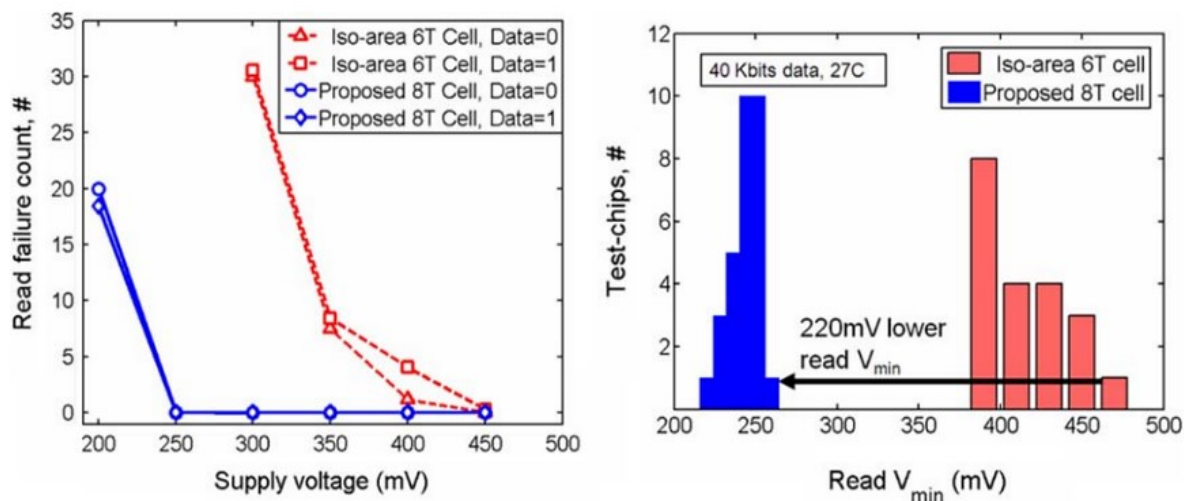 35
30
25
20
15
10
5
0
Read failure count, #
Iso-area 6T Cell, Data=0
Iso-area 6T Cell, Data=1
Proposed 8T Cell, Data=0
Proposed 8T Cell, Data=1
200 250 300 350 400 450 500
Supply voltage (mV)
12
10
8
6
4
2
Test-chips, #
40 Kbits data, 27C
Iso-area 6T cell
Proposed 8T cell
220mV lower
read Vmin
200 250 300 350 400 450 500
Read Vmin (mV)